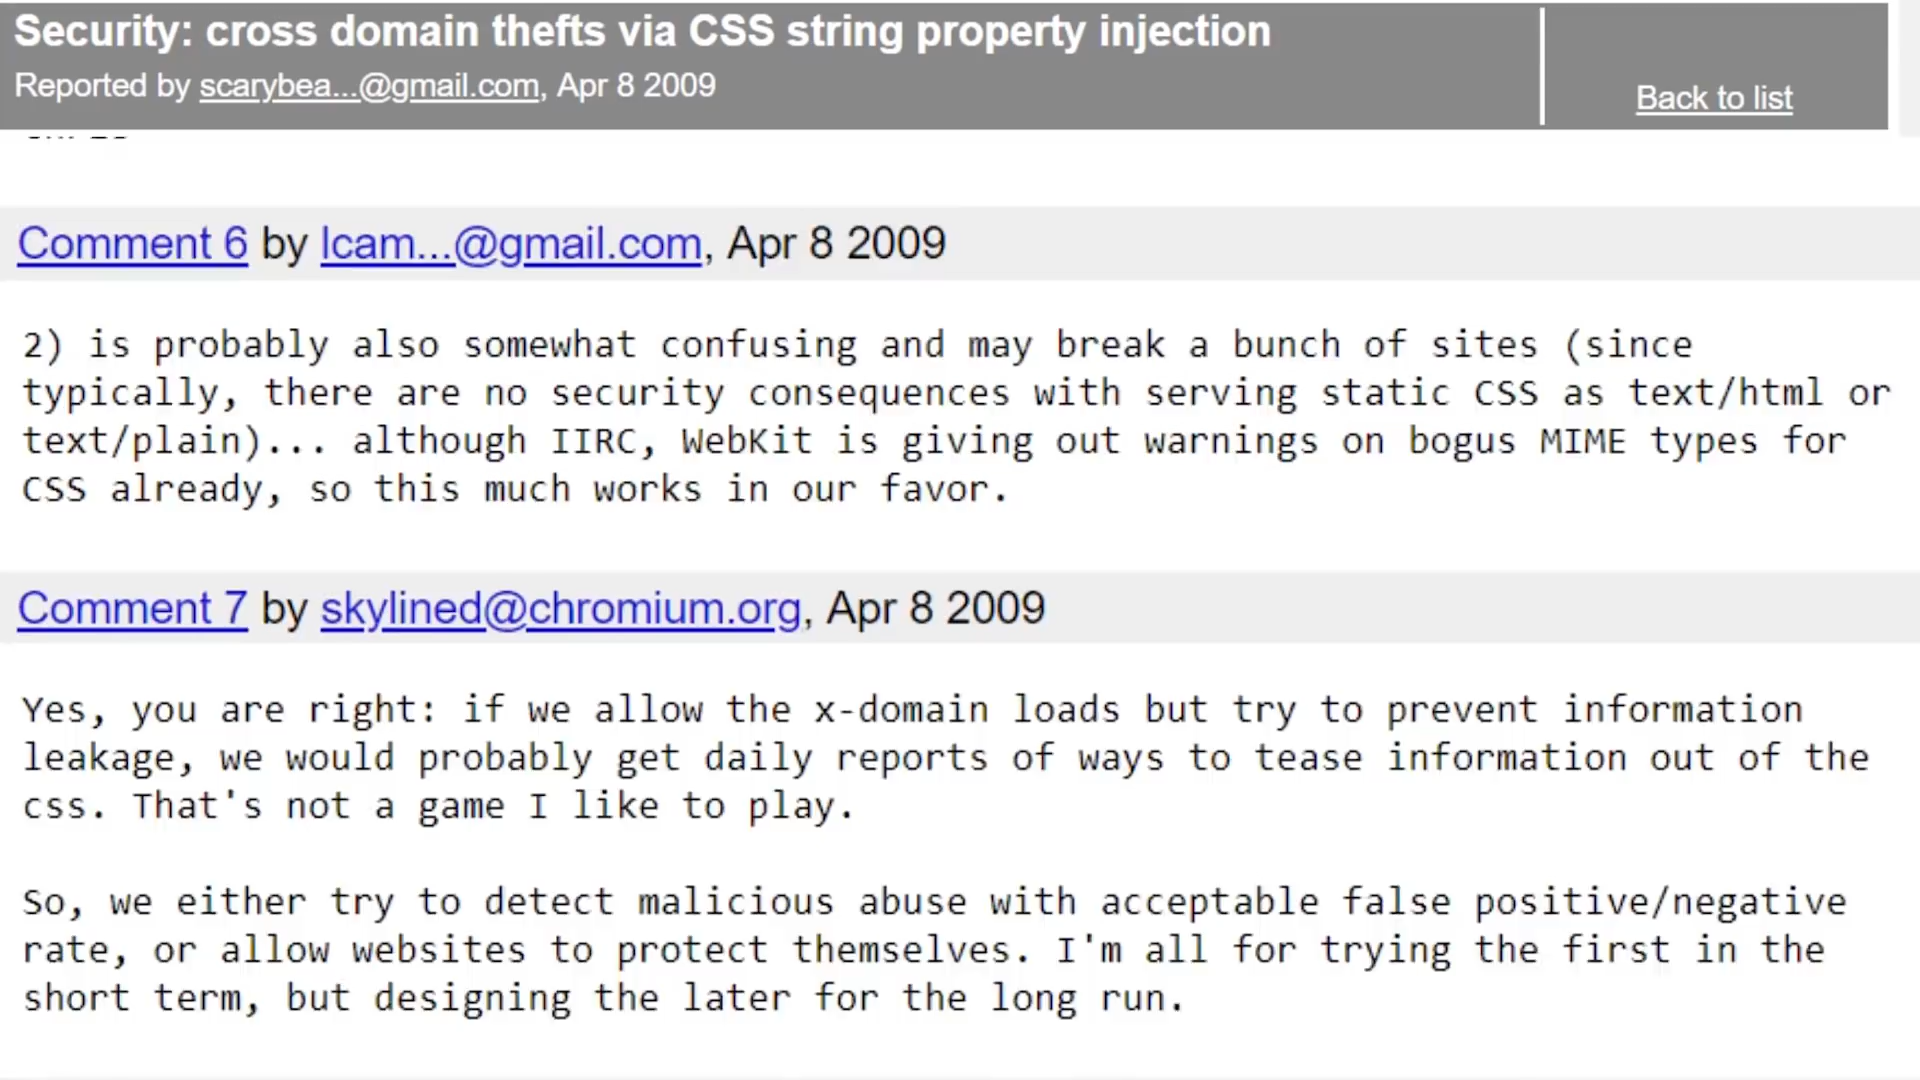 Security: cross domain thefts via CSS string property injection
Reported by scarybea...@gmail.com, Apr 8 2009
Back to list
Comment 6 by lcam...@gmail.com, Apr 8 2009
2) is probably also somewhat confusing and may break a bunch of sites (since
typically, there are no security consequences with serving static CSS as text/html or
text/plain)... although IIRC, WebKit is giving out warnings on bogus MIME types for
CSS already, so this much works in our favor.
Comment 7 by skylined@chromium.org, Apr 8 2009
Yes, you are right: if we allow the x-domain loads but try to prevent information
leakage, we would probably get daily reports of ways to tease information out of the
css. That's not a game I like to play.
So, we either try to detect malicious abuse with acceptable false positive/negative
rate, or allow websites to protect themselves. I'm all for trying the first in the
short term, but designing the later for the long run.